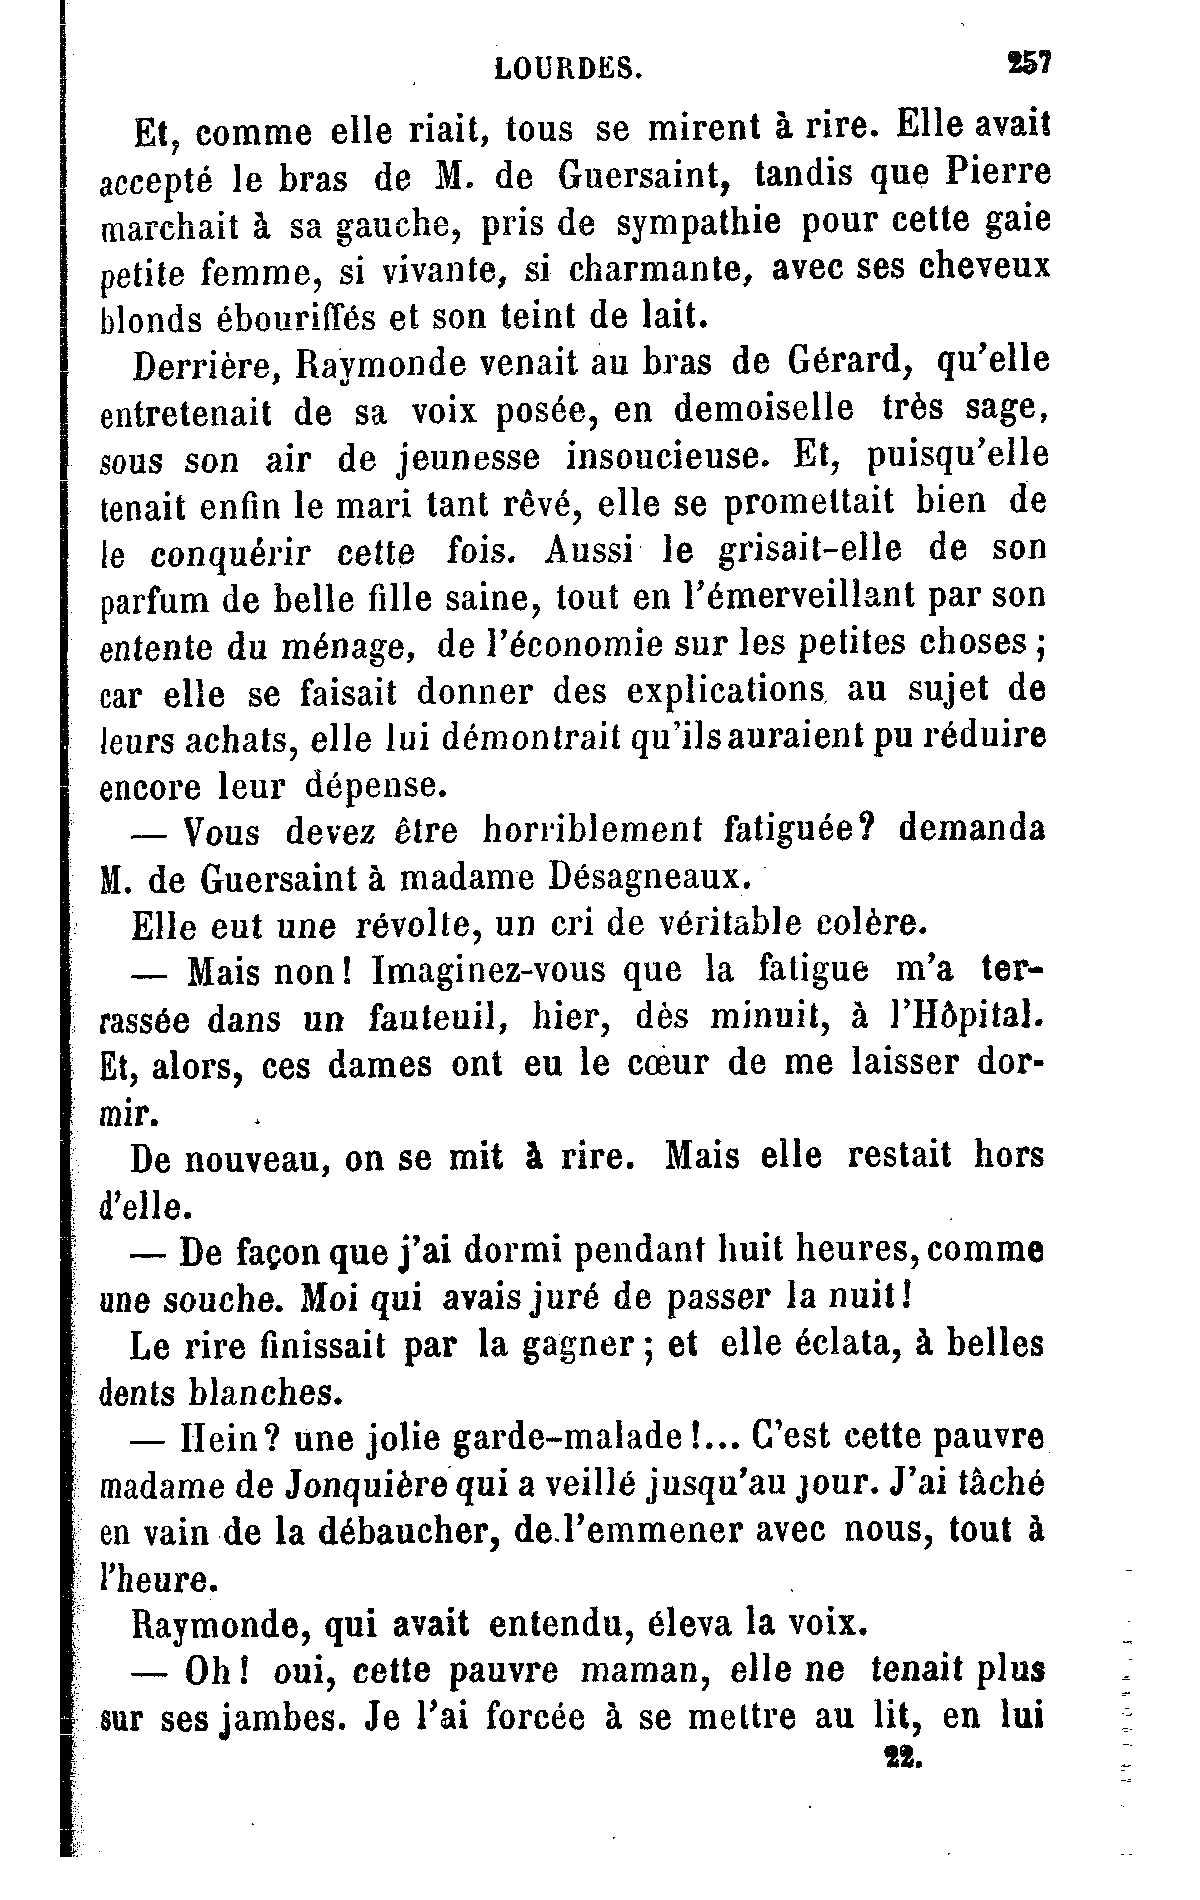 LOURDES. 257
Et, comme elle riait, tous se mirent à rire. Elle avait
accepté le bras de M. de Guersaint, tandis que Pierre
marchait à sa gauche, pris de sympathie pour cette gaie
petite femme, si vivante, si charmante, avec ses cheveux
blonds ébouriffés et son teint de lait.
Derrière, Raymonde venait au bras de Gérard, qu'elle
entretenait de sa voix posée, en demoiselle très sage,
sous son air de jeunesse insoucieuse. Et, puisqu'elle
tenait enfin le mari tant rêvé, elle se promettait bien de
le conquérir cette fois. Aussi le grisait-elle de son
parfum de belle fille saine, tout en l'émerveillant par son
entente du ménage, de l'économie sur les petites choses ;
car elle se faisait donner des explications au sujet de
leurs achats, elle lui démontrait qu'ils auraient pu réduire
encore leur dépense.
— Vous devez être horriblement fatiguée? demanda
M. de Guersaint à madame Désagneaux.
Elle eut une révolte, un cri de véritable colère.
— Mais non! Imaginez-vous que la fatigue m'a ter-
rassée dans un fauteuil, hier, dès minuit, à l'Hôpital.
Et, alors, ces dames ont eu le cœur de me laisser dor-
mir.
De nouveau, on se mit à rire. Mais elle restait hors
d'elle.
— De façon que j'ai dormi pendant huit heures, comme
une souche. Moi qui avais juré de passer la nuit!
Le rire finissait par la gagner ; et elle éclata, à belles
dents blanches.
— Hein? une jolie garde-malade!... C'est cette pauvre
madame de Jonquière qui a veillé jusqu'au jour. J'ai tâché
en vain de la débaucher, de l'emmener avec nous, tout à
l'heure.
Raymonde, qui avait entendu, éleva la voix.
— Oh! oui, cette pauvre maman, elle ne tenait plus
sur ses jambes. Je l'ai forcée à se mettre au lit, en lui
22.